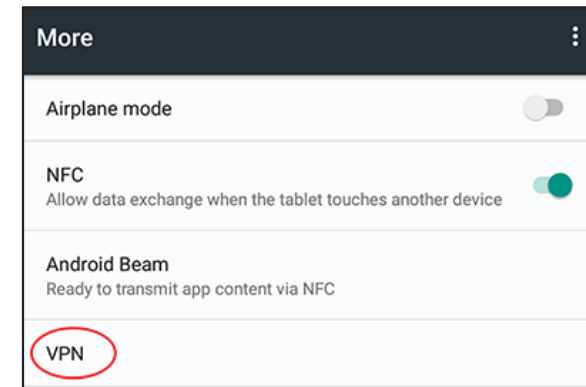 More
Airplane mode
NFC
Allow data exchange when the tablet touches another device
Android Beam
Ready to transmit app content via NFC
VPN